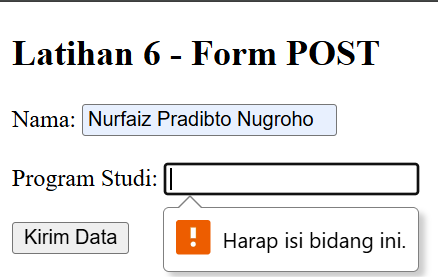 Latihan 6 - Form POST
Nama: Nurfaiz Pradibto Nugroho
Program Studi:
Kirim Data
Harap isi bidang ini.